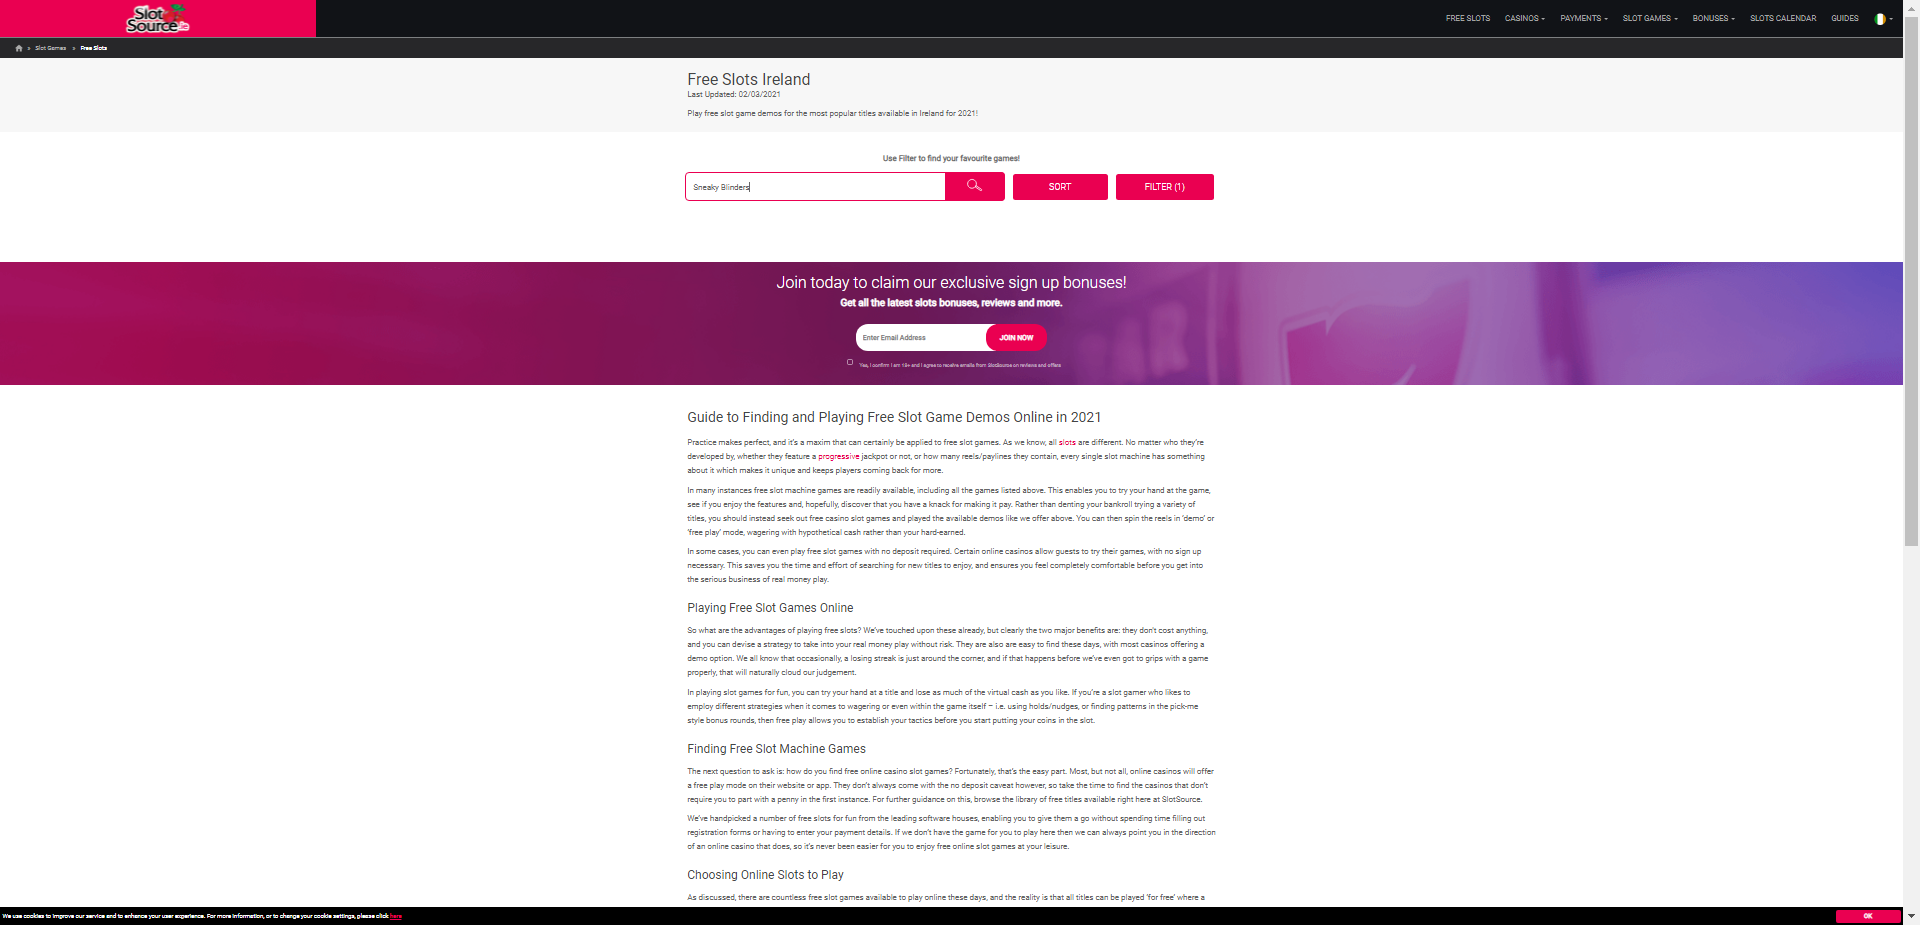 Slot Source.ie
FREE SLOTS CASINOS PAYMENTS SLOT GAMES BONUSES SLOTS CALENDAR GUIDES
» Slot Games » Free Slots
Free Slots Ireland
Last Updated: 02/03/2021
Play free slot game demos for the most popular titles available in Ireland for 2021!
Use Filter to find your favourite games!
Sneaky Blinders
SORT
FILTER (1)
Join today to claim our exclusive sign up bonuses!
Get all the latest slots bonuses, reviews and more.
Enter Email Address
JOIN NOW
Yes, I confirm I am 18+ and I agree to receive emails from SlotSource on reviews and offers
Guide to Finding and Playing Free Slot Game Demos Online in 2021
Practice makes perfect, and it's a maxim that can certainly be applied to free slot games. As we know, all slots are different. No matter who they're
developed by, whether they feature a progressive jackpot or not, or how many reels/paylines they contain, every single slot machine has something
about it which makes it unique and keeps players coming back for more.
In many instances free slot machine games are readily available, including all the games listed above. This enables you to try your hand at the game,
see if you enjoy the features and, hopefully, discover that you have a knack for making it pay. Rather than denting your bankroll trying a variety of
titles, you should instead seek out free casino slot games and played the available demos like we offer above. You can then spin the reels in 'demo' or
'free play' mode, wagering with hypothetical cash rather than your hard-earned.
In some cases, you can even play free slot games with no deposit required. Certain online casinos allow guests to try their games, with no sign up
necessary. This saves you the time and effort of searching for new titles to enjoy, and ensures you feel completely comfortable before you get into
the serious business of real money play.
Playing Free Slot Games Online
So what are the advantages of playing free slots? We've touched upon these already, but clearly the two major benefits are: they don't cost anything,
and you can devise a strategy to take into your real money play without risk. They are also are easy to find these days, with most casinos offering a
demo option. We all know that occasionally, a losing streak is just around the corner, and if that happens before we've even got to grips with a game
properly, that will naturally cloud our judgement.
In playing slot games for fun, you can try your hand at a title and lose as much of the virtual cash as you like. If you're a slot gamer who likes to
employ different strategies when it comes to wagering or even within the game itself – i.e. using holds/nudges, or finding patterns in the pick-me
style bonus rounds, then free play allows you to establish your tactics before you start putting your coins in the slot.
Finding Free Slot Machine Games
The next question to ask is: how do you find free online casino slot games? Fortunately, that's the easy part. Most, but not all, online casinos will offer
a free play mode on their website or app. They don't always come with the no deposit caveat however, so take the time to find the casinos that don't
require you to part with a penny in the first instance. For further guidance on this, browse the library of free titles available right here at SlotSource.
We've handpicked a number of free slots for fun from the leading software houses, enabling you to give them a go without spending time filling out
registration forms or having to enter your payment details. If we don't have the game for you to play here then we can always point you in the direction
of an online casino that does, so it's never been easier for you to enjoy free online slot games at your leisure.
Choosing Online Slots to Play
As discussed, there are countless free slot games available to play online these days, and the reality is that all titles can be played 'for free' where a
We use cookies to improve our service and to enhance your user experience. For more information, or to change your cookie settings, please click here
OK